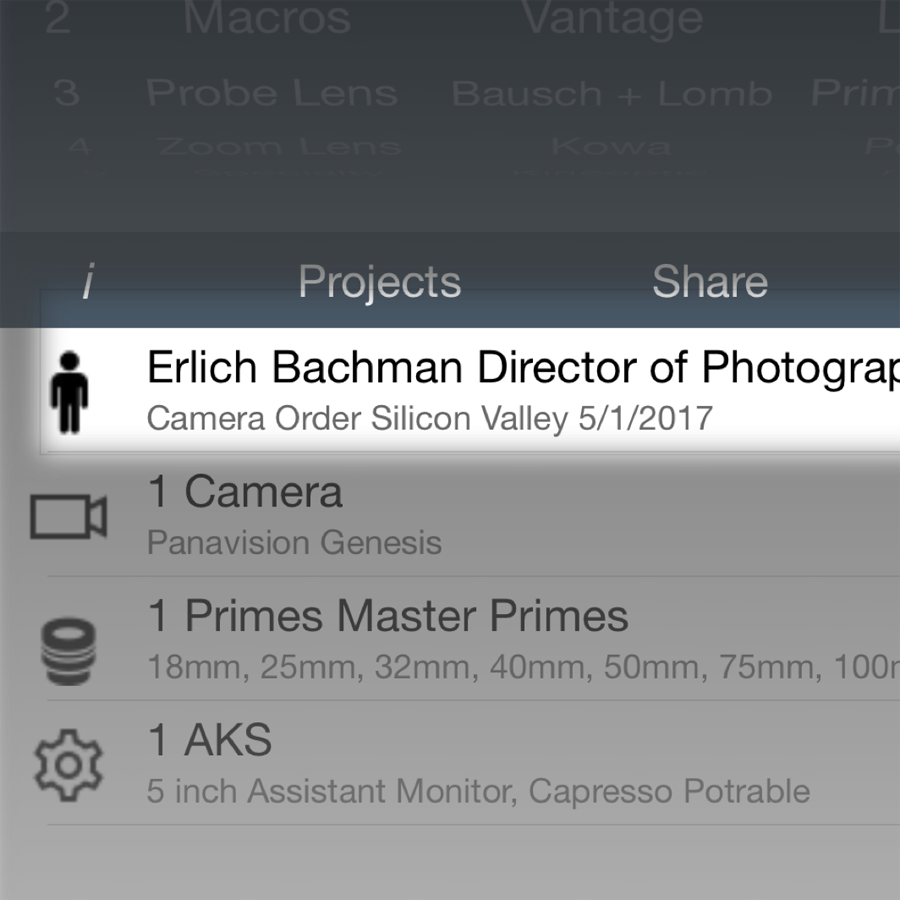 2 Macros Vantage L
3 Probe Lens Bausch + Lomb Prim
4 Zoom Lens Kowa
i Projects Share
Erlich Bachman Director of Photograp
Camera Order Silicon Valley 5/1/2017
1 Camera
Panavision Genesis
1 Primes Master Primes
18mm, 25mm, 32mm, 40mm, 50mm, 75mm, 100m
1 AKS
5 inch Assistant Monitor, Capresso Potrable